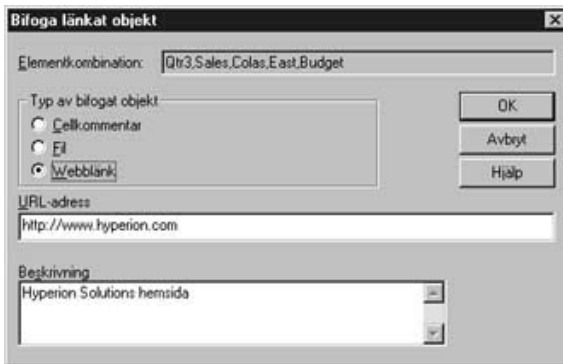 Bifoga länkat objekt
Elementkombination: Qtr3,Sales,Colas,East,Budget
Typ av bifogat objekt
Cellkommentar
Fil
Webblänk
OK
Avbryt
Hjälp
URL-adress
http://www.hyperion.com
Beskrivning
Hyperion Solutions hemsida